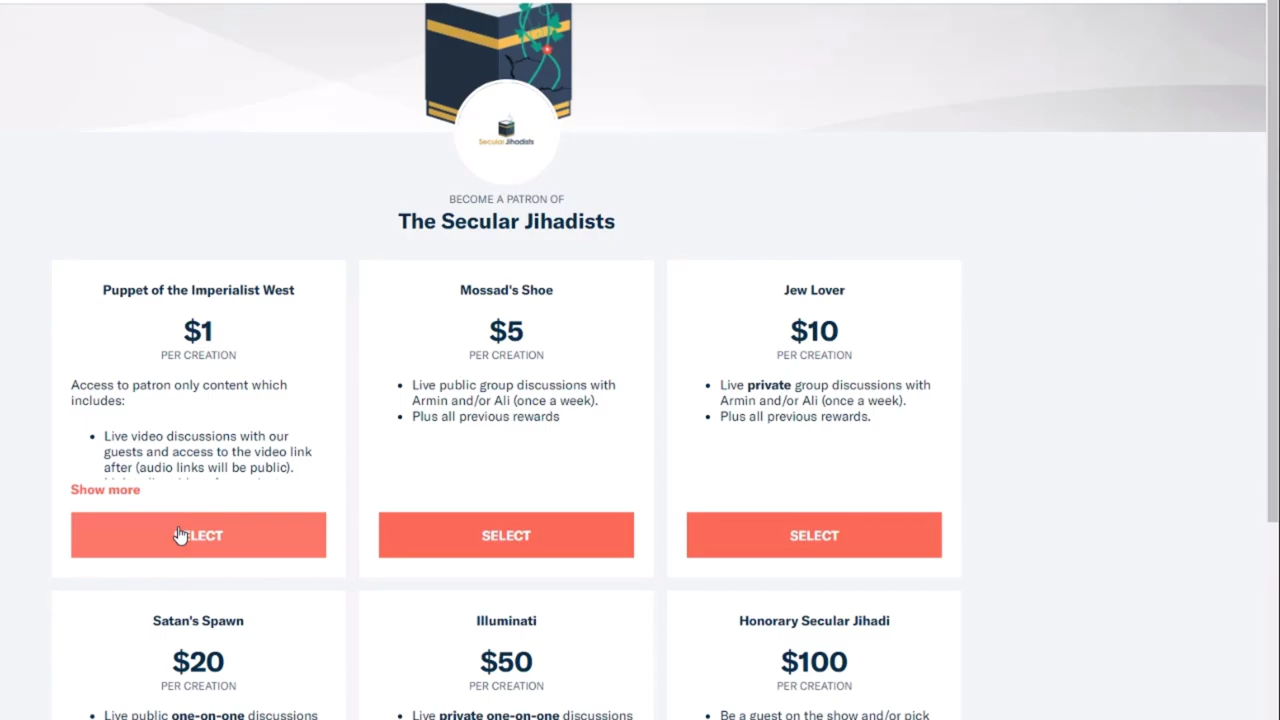 Secular Jihadists
BECOME A PATRON OF
The Secular Jihadists
Puppet of the Imperialist West
$1
PER CREATION
Access to patron only content which
includes:
• Live video discussions with our
guests and access to the video link
after (audio links will be public).
Show more
SELECT
Mossad's Shoe
$5
PER CREATION
• Live public group discussions with
Armin and/or Ali (once a week).
• Plus all previous rewards
SELECT
Jew Lover
$10
PER CREATION
• Live private group discussions with
Armin and/or Ali (once a week).
• Plus all previous rewards.
SELECT
Satan's Spawn
$20
PER CREATION
• Live public one-on-one discussions
Illuminati
$50
PER CREATION
• Live private one-on-one discussions
Honorary Secular Jihadi
$100
PER CREATION
• Be a guest on the show and/or pick